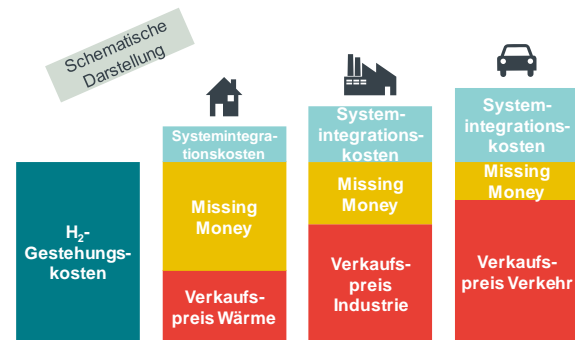 Schematische
Darstellung
H₂-
Gestehungs-
kosten
Systemintegra-
tionskosten
Missing
Money
Verkaufs-
preis Wärme
System-
integrations-
kosten
Missing
Money
Verkaufs-
preis
Industrie
System-
integrations-
kosten
Missing
Money
Verkaufs-
preis Verkehr